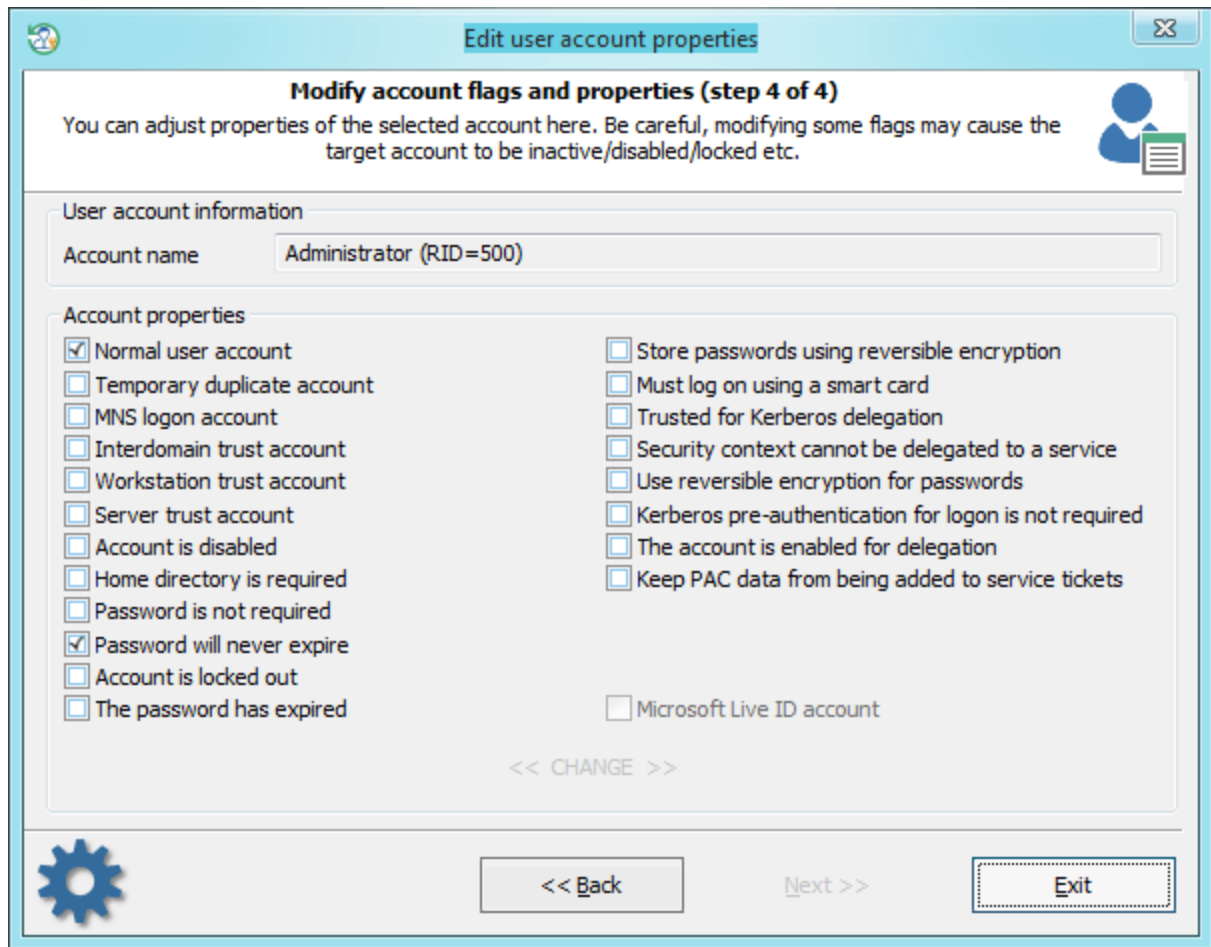 Edit user account properties
Modify account flags and properties (step 4 of 4)
You can adjust properties of the selected account here. Be careful, modifying some flags may cause the
target account to be inactive/disabled/locked etc.
User account information
Account name
Administrator (RID=500)
Account properties
Normal user account
Temporary duplicate account
MNS logon account
Interdomain trust account
Workstation trust account
Server trust account
Account is disabled
Home directory is required
Password is not required
Password will never expire
Account is locked out
The password has expired
Store passwords using reversible encryption
Must log on using a smart card
Trusted for Kerberos delegation
Security context cannot be delegated to a service
Use reversible encryption for passwords
Kerberos pre-authentication for logon is not required
The account is enabled for delegation
Keep PAC data from being added to service tickets
Microsoft Live ID account
<< CHANGE >>
<< Back
Next >>
Exit